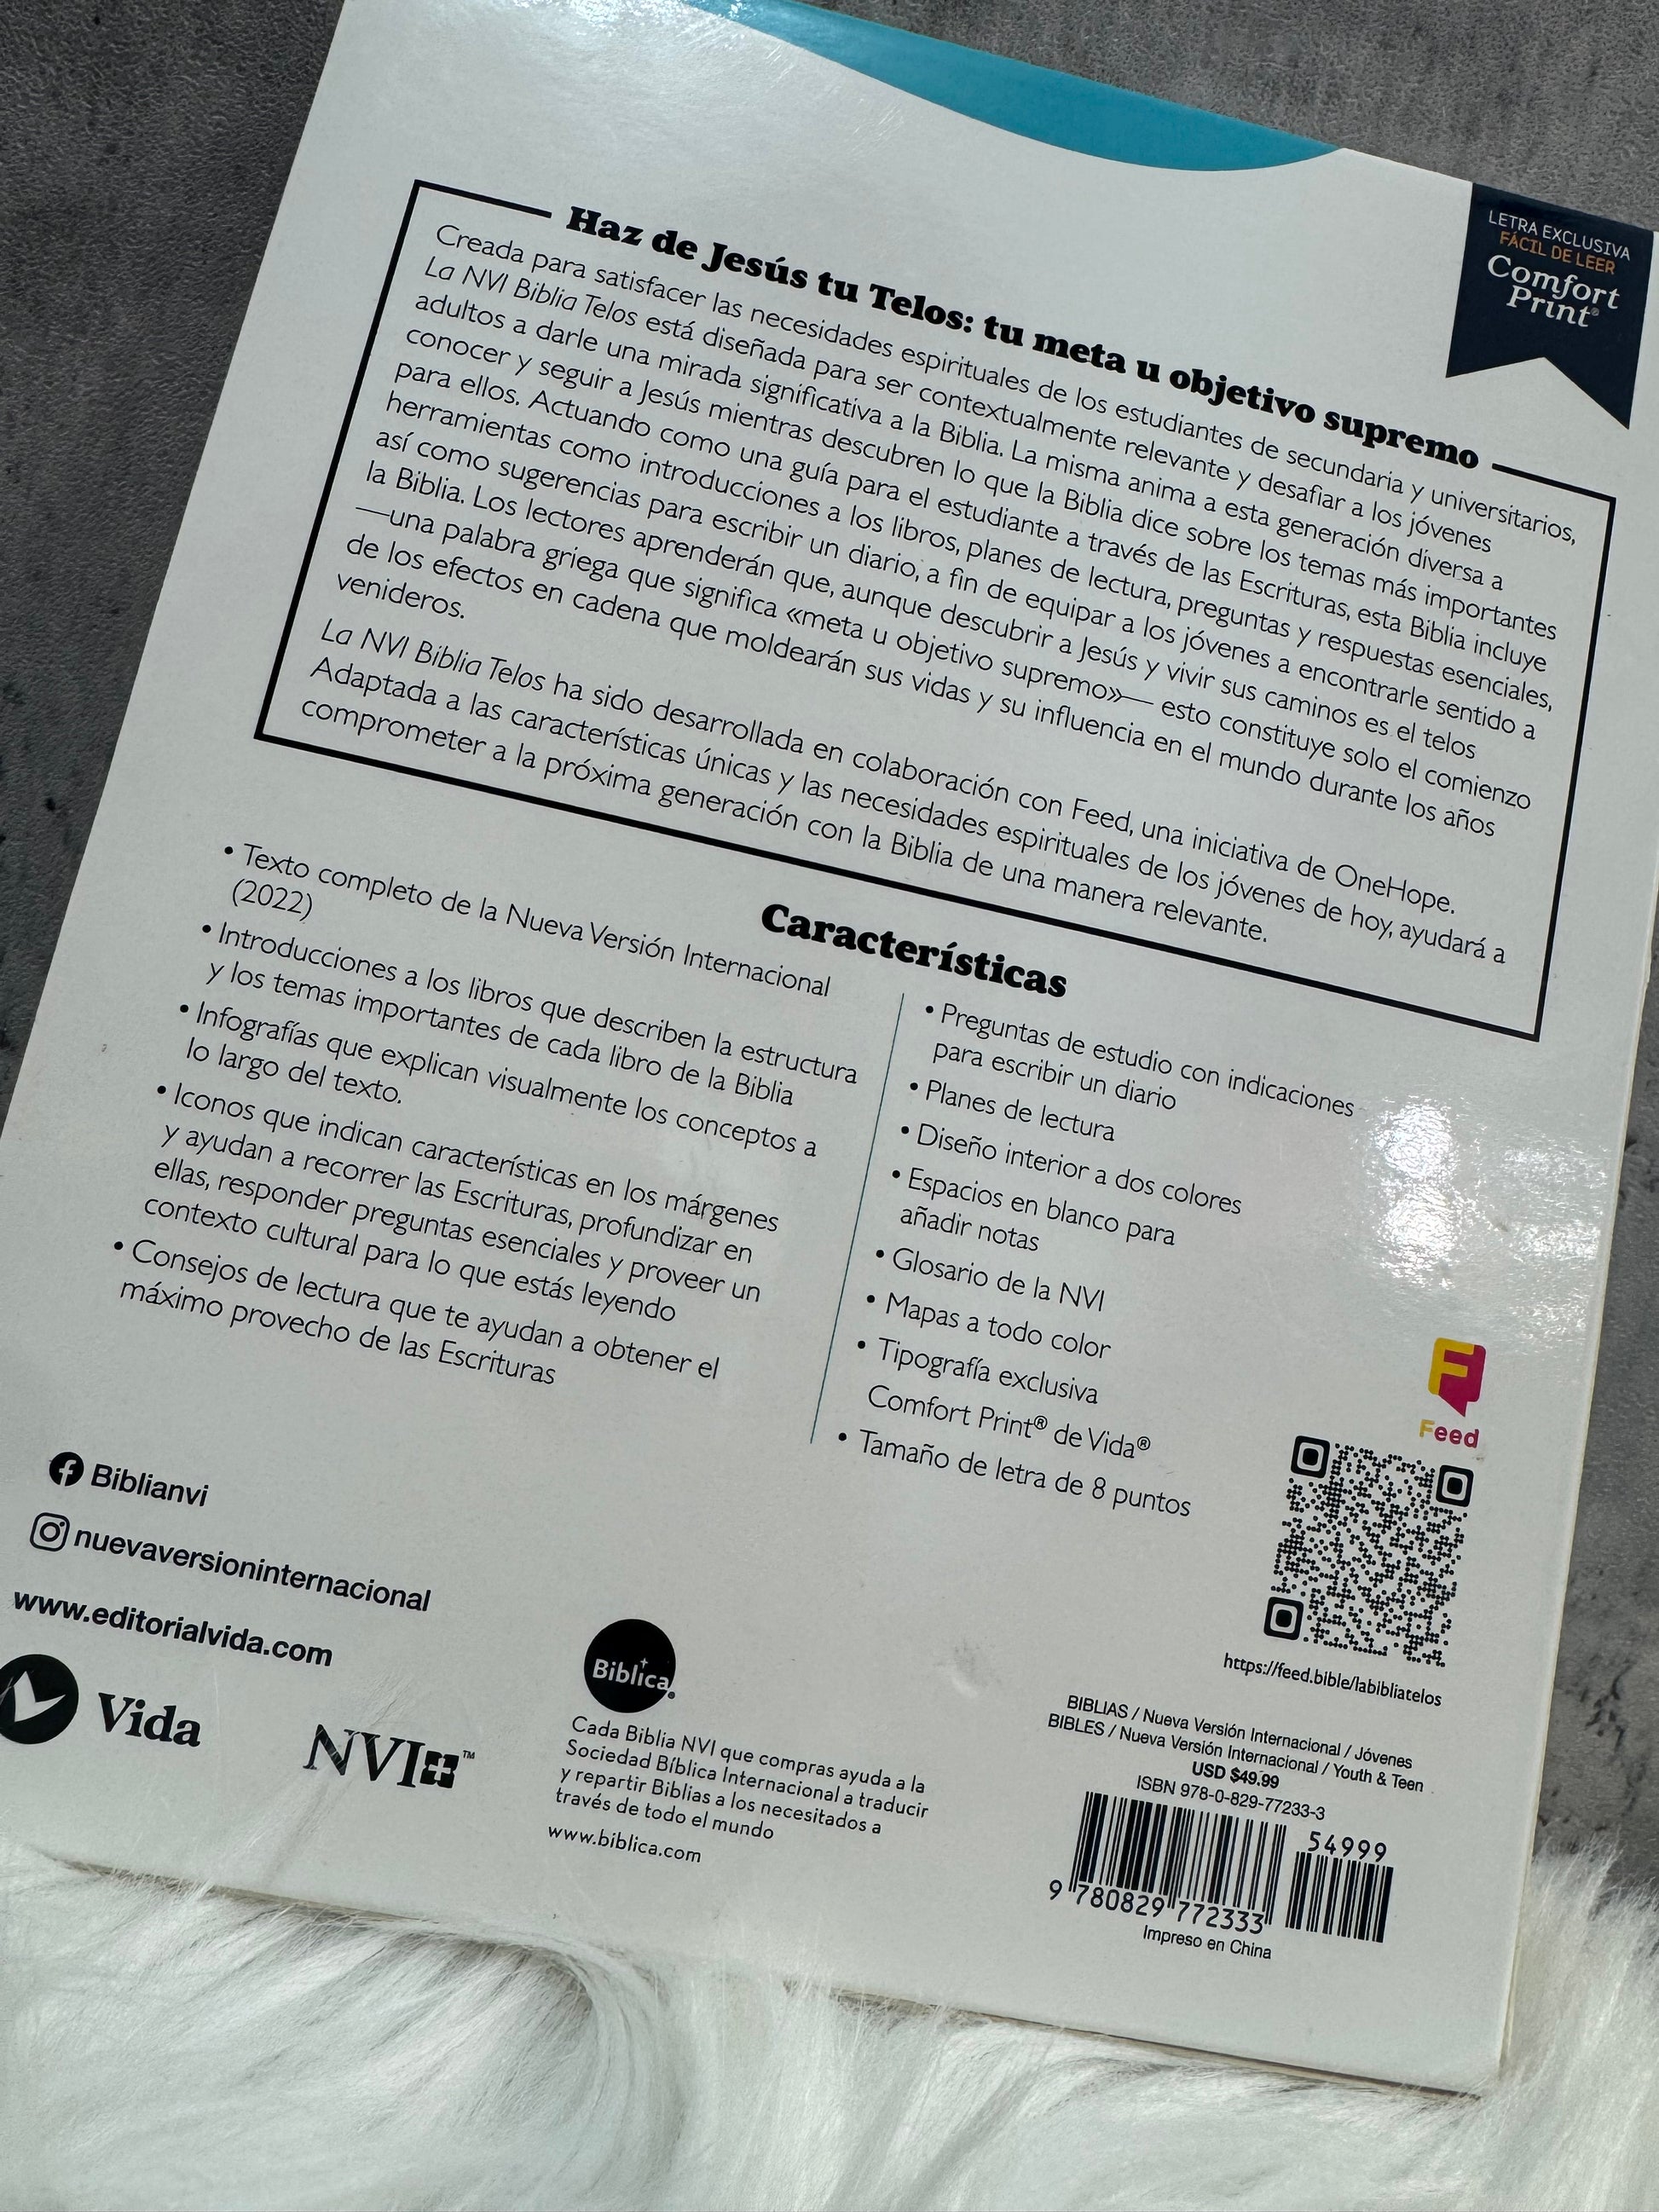 LETRA EXCLUSIVA
FÁCIL DE LEER
Comfort
Print®
Haz de Jesús tu Telos: tu meta u objetivo supremo
Creada para satisfacer las necesidades espirituales de los estudiantes de secundaria y universitarios,
La NVI Biblia Telos está diseñada para ser contextualmente relevante y desafiar a los jóvenes
adultos a darle una mirada significativa a la Biblia. La misma anima a esta generación diversa a
conocer y seguir a Jesús mientras descubren lo que la Biblia dice sobre los temas más importantes
para ellos. Actuando como una guía para el estudiante a través de las Escrituras, esta Biblia incluye
herramientas como introducciones a los libros, planes de lectura, preguntas y respuestas esenciales,
así como sugerencias para escribir un diario, a fin de equipar a los jóvenes a encontrarle sentido a
la Biblia. Los lectores aprenderán que, aunque descubrir a Jesús y vivir sus caminos es el telos
—una palabra griega que significa «meta u objetivo supremo»— esto constituye solo el comienzo
de los efectos en cadena que moldearán sus vidas y su influencia en el mundo durante los años
venideros.
La NVI Biblia Telos ha sido desarrollada en colaboración con Feed, una iniciativa de OneHope.
Adaptada a las características únicas y las necesidades espirituales de los jóvenes de hoy, ayudará a
comprometer a la próxima generación con la Biblia de una manera relevante.
Características
• Texto completo de la Nueva Versión Internacional
(2022)
• Introducciones a los libros que describen la estructura
y los temas importantes de cada libro de la Biblia
• Infografías que explican visualmente los conceptos a
lo largo del texto.
• Iconos que indican características en los márgenes
y ayudan a recorrer las Escrituras, profundizar en
ellas, responder preguntas esenciales y proveer un
contexto cultural para lo que estás leyendo
• Consejos de lectura que te ayudan a obtener el
máximo provecho de las Escrituras
• Preguntas de estudio con indicaciones
para escribir un diario
• Planes de lectura
• Diseño interior a dos colores
• Espacios en blanco para
añadir notas
• Glosario de la NVI
• Mapas a todo color
• Tipografía exclusiva
Comfort Print® de Vida®
• Tamaño de letra de 8 puntos
Feed
https://feed.bible/labibliatelos
Biblianvi
nuevaversioninternacional
www.editorialvida.com
Vida
NVI™
Biblica
Cada Biblia NVI que compras ayuda a la
Sociedad Bíblica Internacional a traducir
y repartir Biblias a los necesitados a
través de todo el mundo
www.biblica.com
BIBLIAS / Nueva Versión Internacional / Jóvenes
BIBLES / Nueva Versión Internacional / Youth & Teen
USD $49.99
ISBN 978-0-829-77233-3
54999
9 780829 772333
Impreso en China